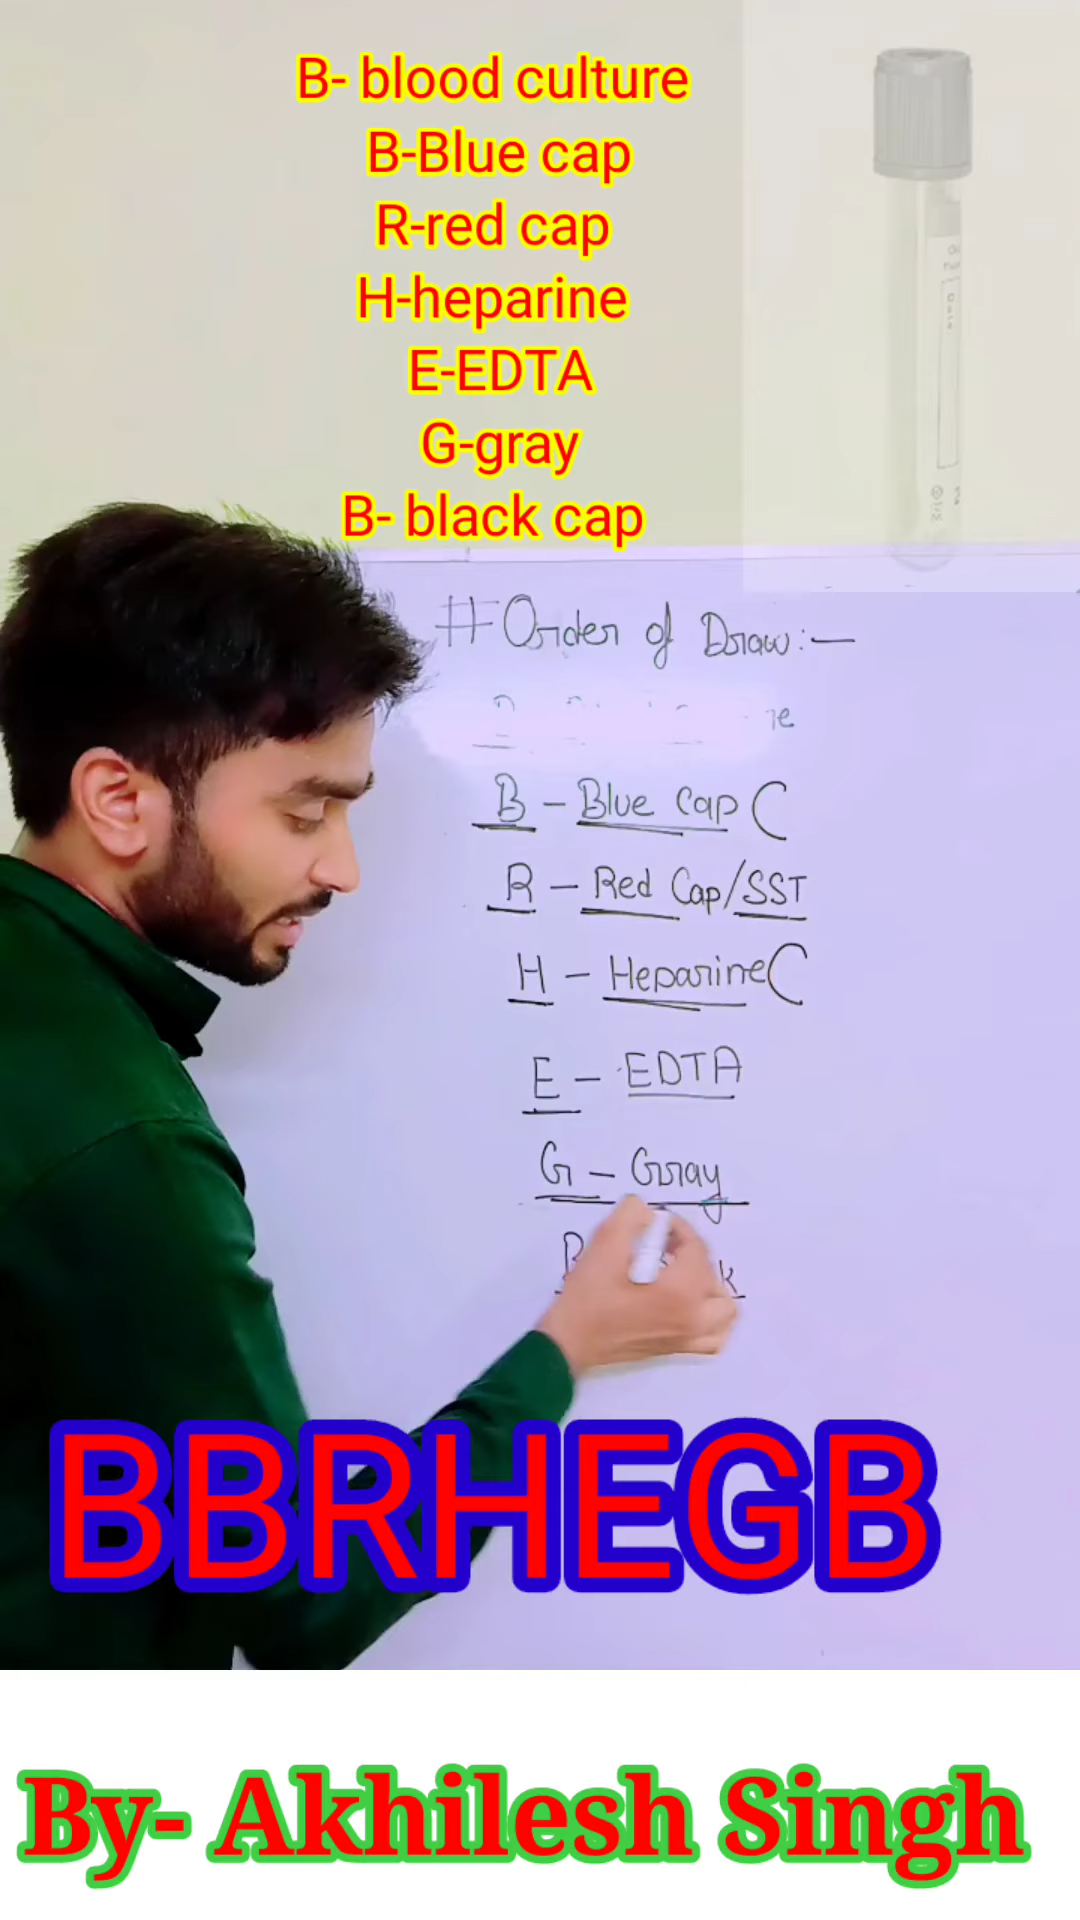 B- blood culture
B-Blue cap
R-red cap
H-heparine
E-EDTA
G-gray
B- black cap
#Order of Draw:-
B - Blue Cap C
R - Red Cap/SST
H - Heparine C
E - EDTA
G - Gray
B
BBRHEGB
By- Akhilesh Singh